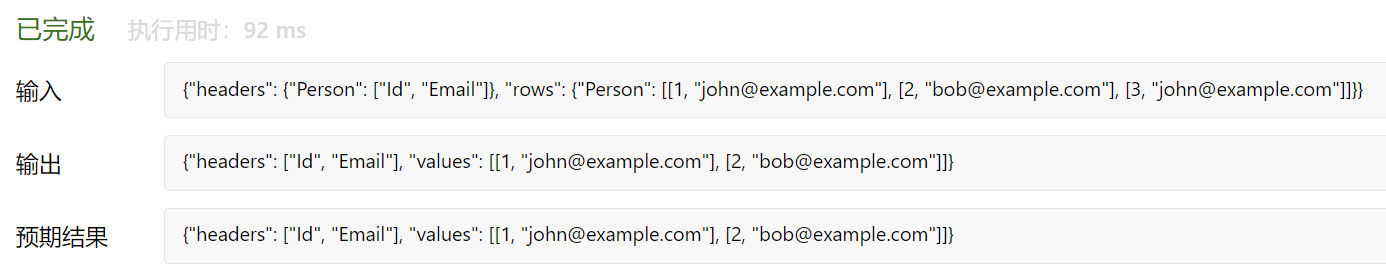 已完成 执行用时：92 ms
输入 {"headers": {"Person": ["Id", "Email"]}, "rows": {"Person": [[1, "john@example.com"], [2, "bob@example.com"], [3, "john@example.com"]]}}
输出 {"headers": ["Id", "Email"], "values": [[1, "john@example.com"], [2, "bob@example.com"]]}
预期结果 {"headers": ["Id", "Email"], "values": [[1, "john@example.com"], [2, "bob@example.com"]]}